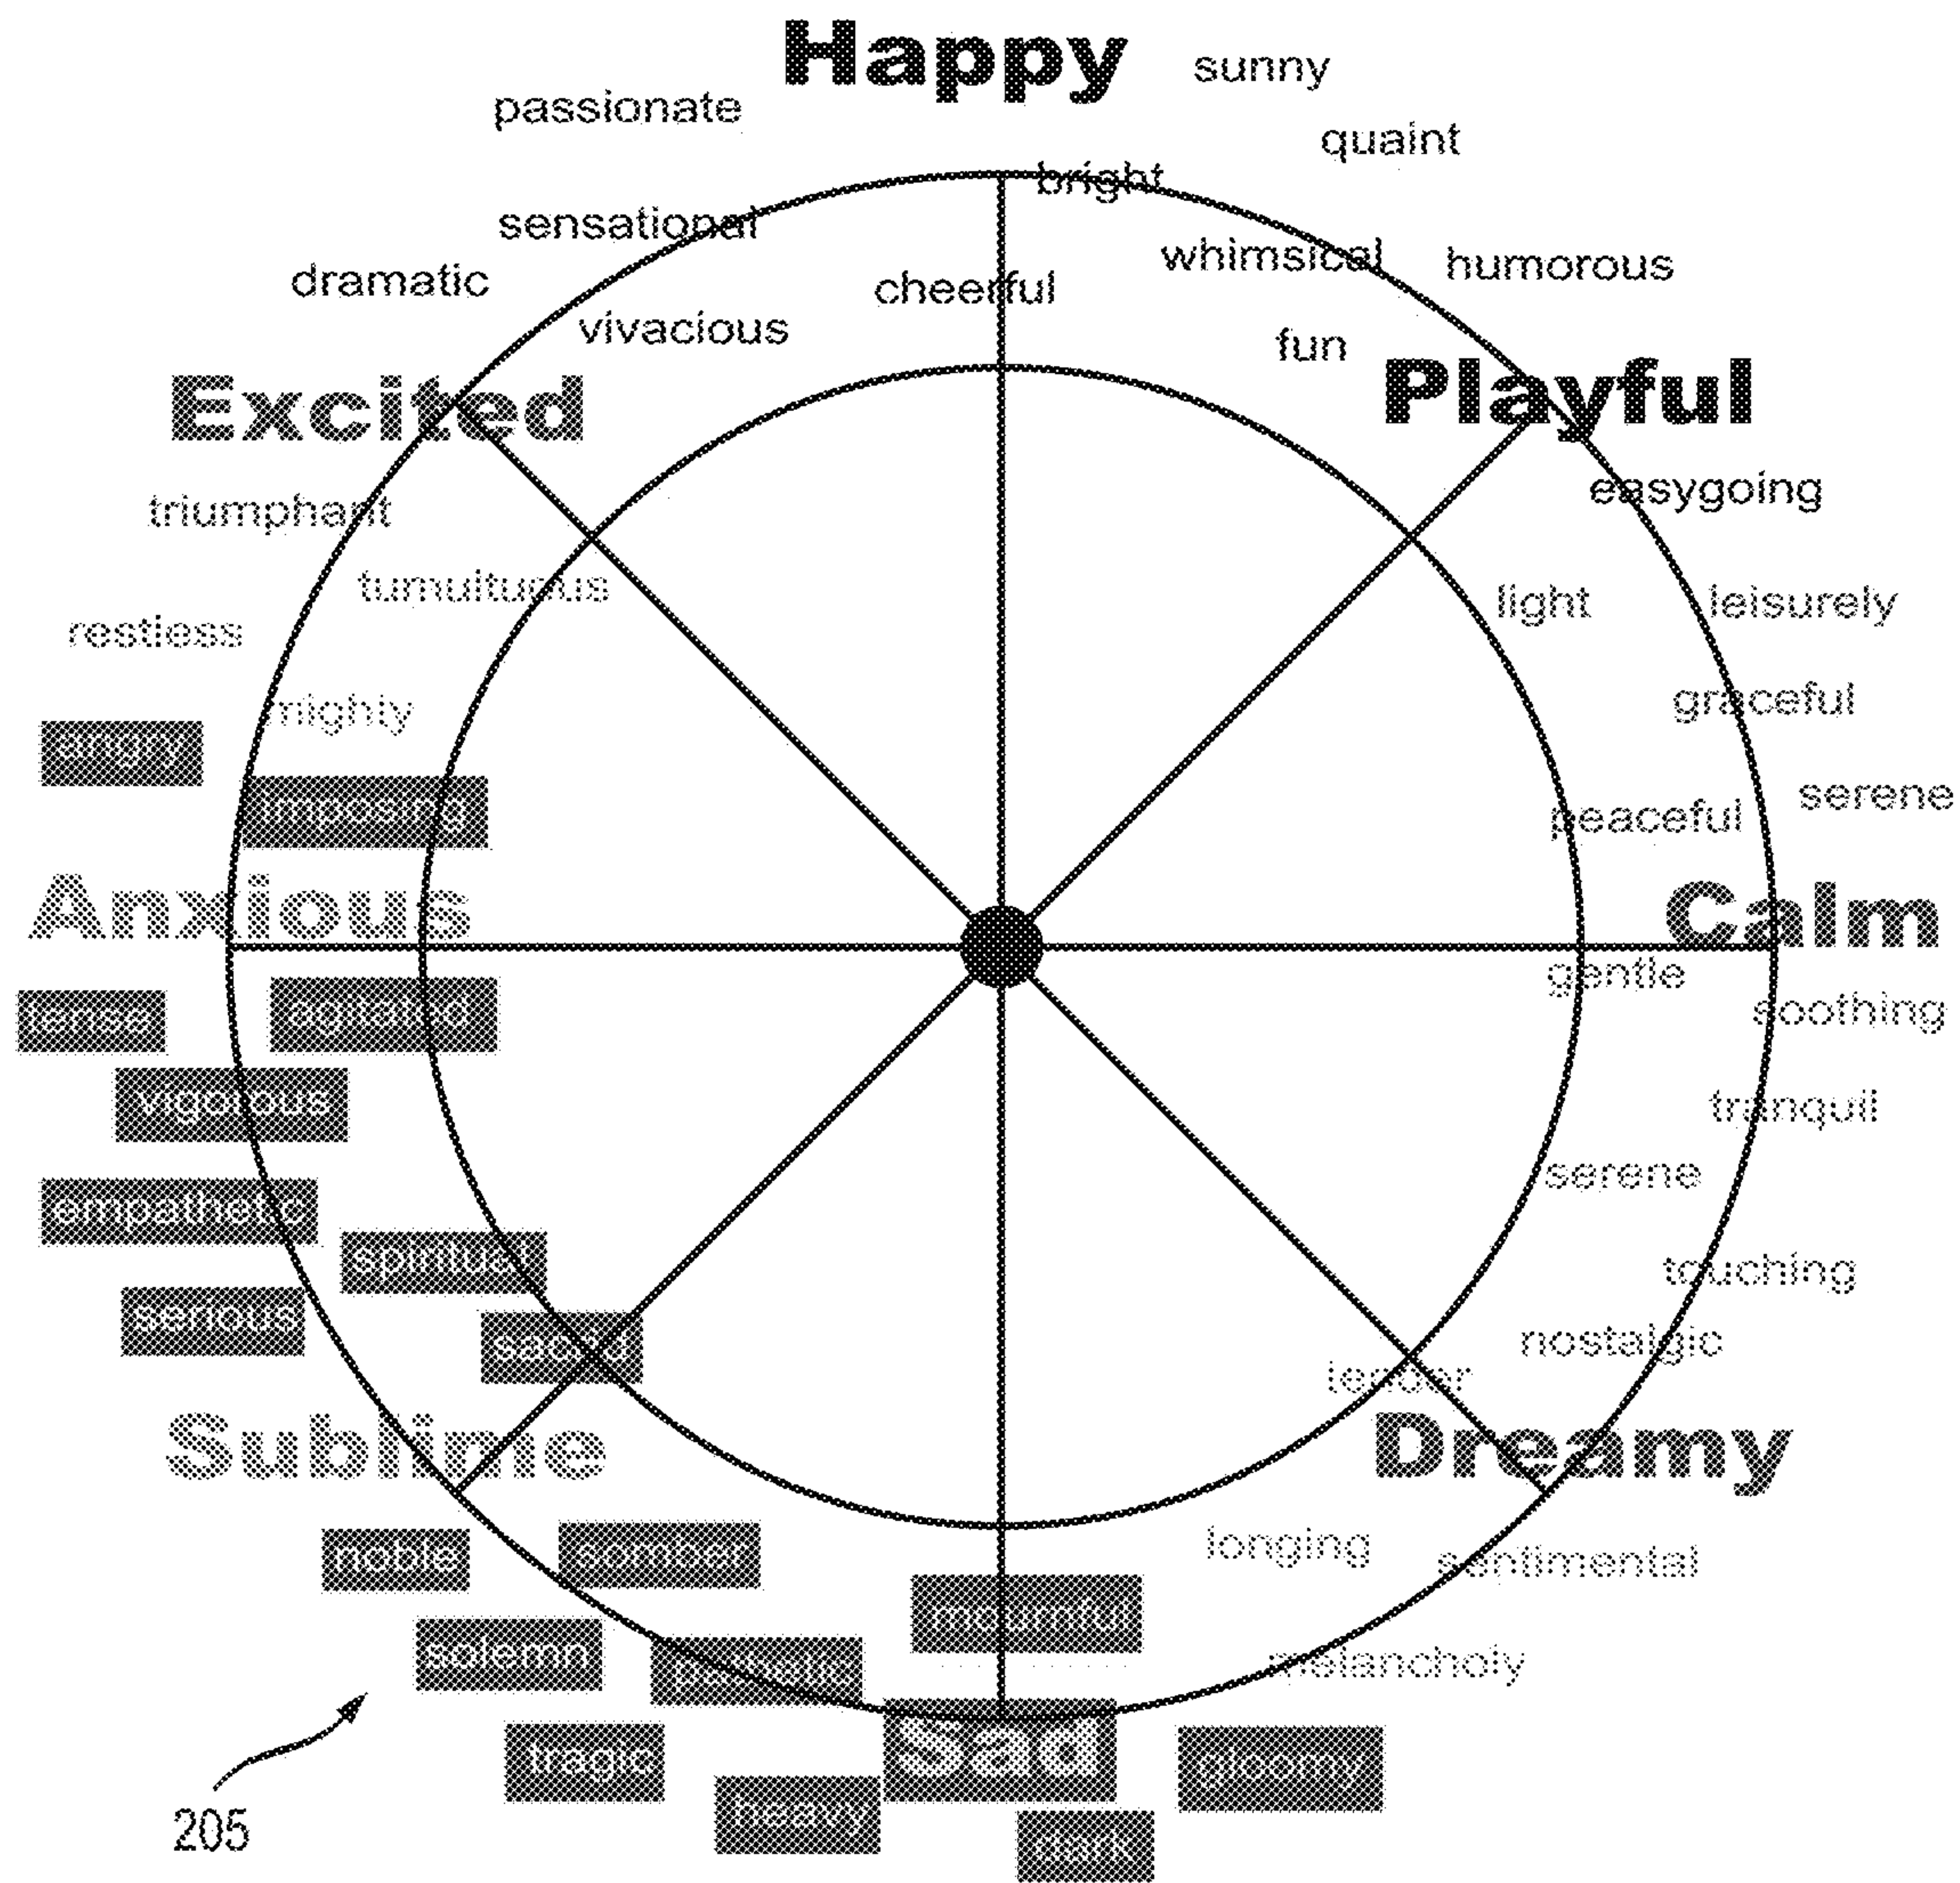 Happy
sunny
passionate
quaint
bright
sensational
whimsical
humorous
dramatic
cheerful
vivacious
fun
Excited
Playful
easygoing
triumphant
tumultuous
light
leisurely
restless
graceful
mighty
angry
serene
imposing
peaceful
Anxious
Calm
gentle
tense
agitated
soothing
vigorous
tranquil
serene
empathetic
spiritual
touching
serious
sacred
nostalgic
tender
Sublime
Dreamy
noble
somber
longing
sentimental
mournful
solemn
pathetic
melancholy
Sad
tragic
gloomy
heavy
dark
205